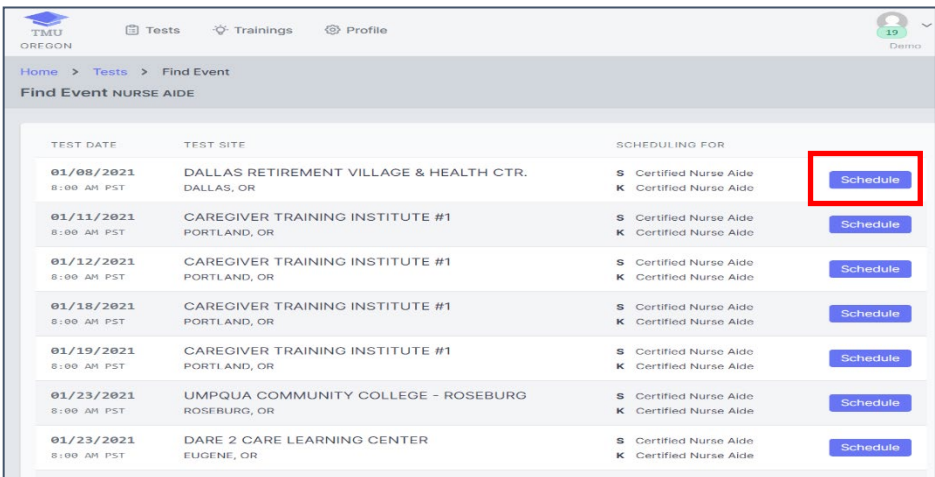 TMU
OREGON
Tests
Trainings
Profile
19
Demo
Home > Tests > Find Event
Find Event NURSE AIDE
TEST DATE TEST SITE SCHEDULING FOR
01/08/2021 DALLAS RETIREMENT VILLAGE & HEALTH CTR. S Certified Nurse Aide Schedule
8:00 AM PST DALLAS, OR K Certified Nurse Aide
01/11/2021 CAREGIVER TRAINING INSTITUTE #1 S Certified Nurse Aide Schedule
8:00 AM PST PORTLAND, OR K Certified Nurse Aide
01/12/2021 CAREGIVER TRAINING INSTITUTE #1 S Certified Nurse Aide Schedule
8:00 AM PST PORTLAND, OR K Certified Nurse Aide
01/18/2021 CAREGIVER TRAINING INSTITUTE #1 S Certified Nurse Aide Schedule
8:00 AM PST PORTLAND, OR K Certified Nurse Aide
01/19/2021 CAREGIVER TRAINING INSTITUTE #1 S Certified Nurse Aide Schedule
8:00 AM PST PORTLAND, OR K Certified Nurse Aide
01/23/2021 UMPQUA COMMUNITY COLLEGE - ROSEBURG S Certified Nurse Aide Schedule
8:00 AM PST ROSEBURG, OR K Certified Nurse Aide
01/23/2021 DARE 2 CARE LEARNING CENTER S Certified Nurse Aide Schedule
8:00 AM PST EUGENE, OR K Certified Nurse Aide